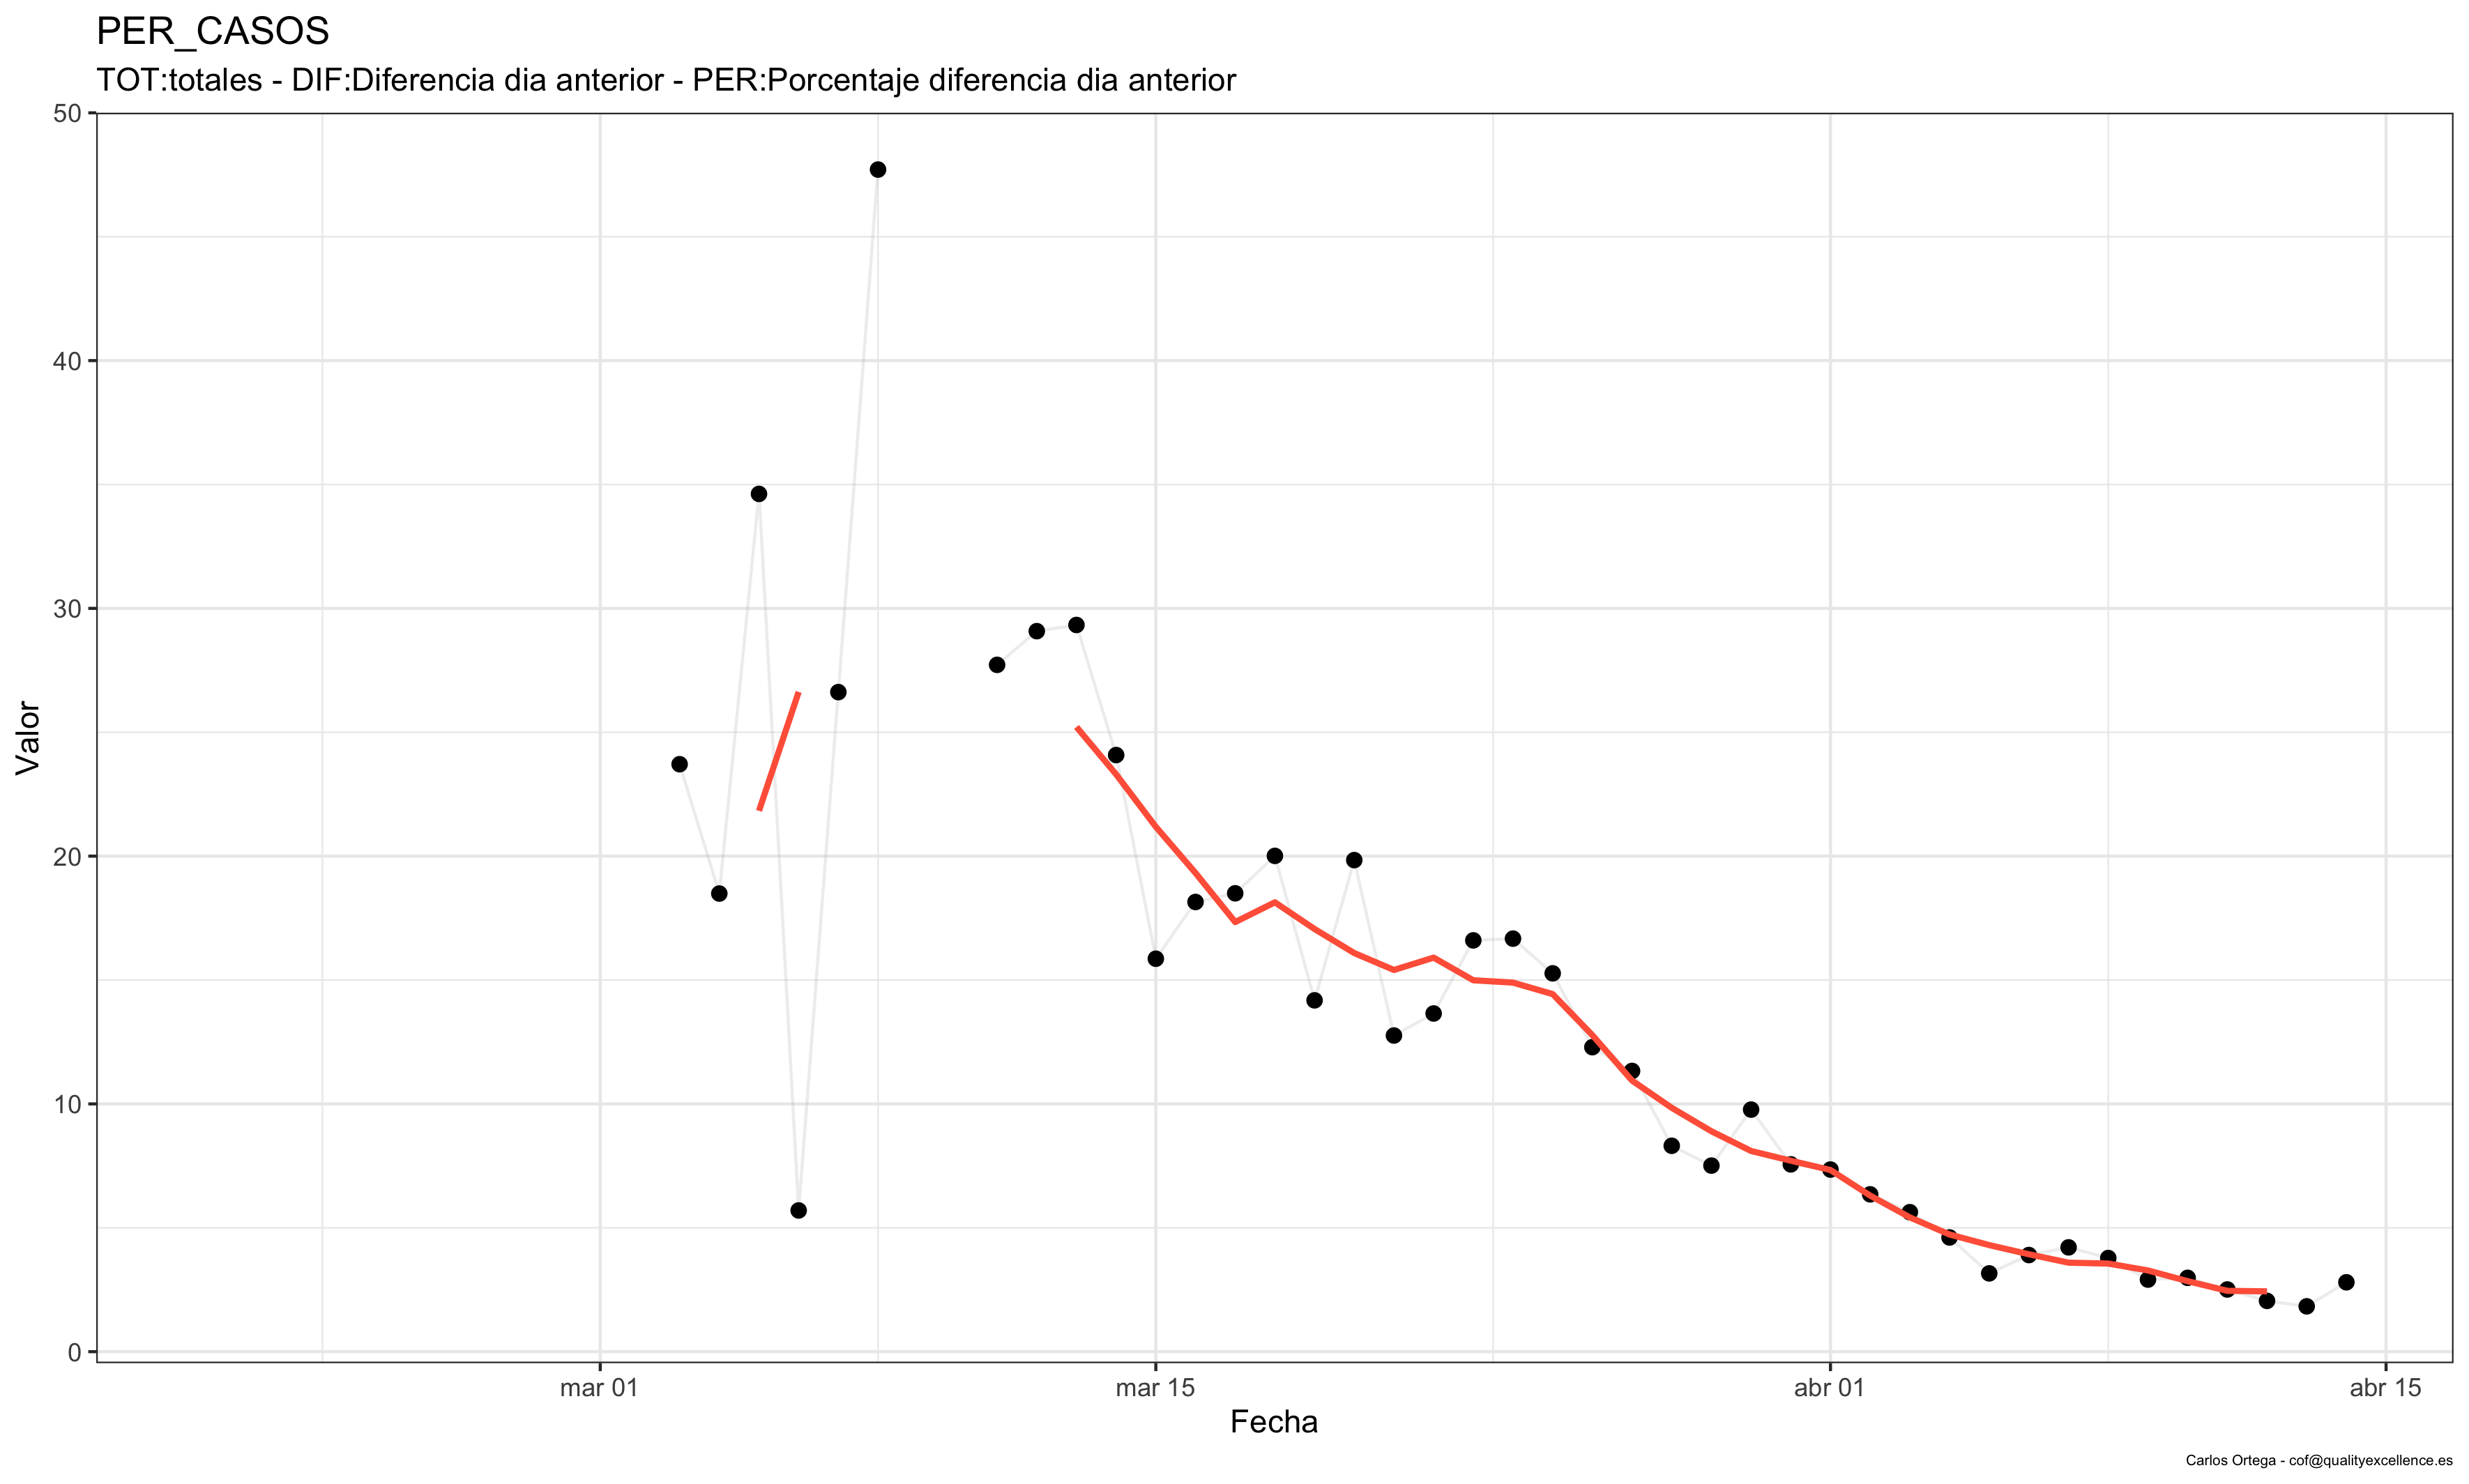 PER_CASOS
TOT:totales - DIF:Diferencia dia anterior - PER:Porcentaje diferencia dia anterior
50
40
30
20
10
0
Valor
mar 01
mar 15
abr 01
abr 15
Fecha
Carlos Ortega - cof@qualityexcellence.es